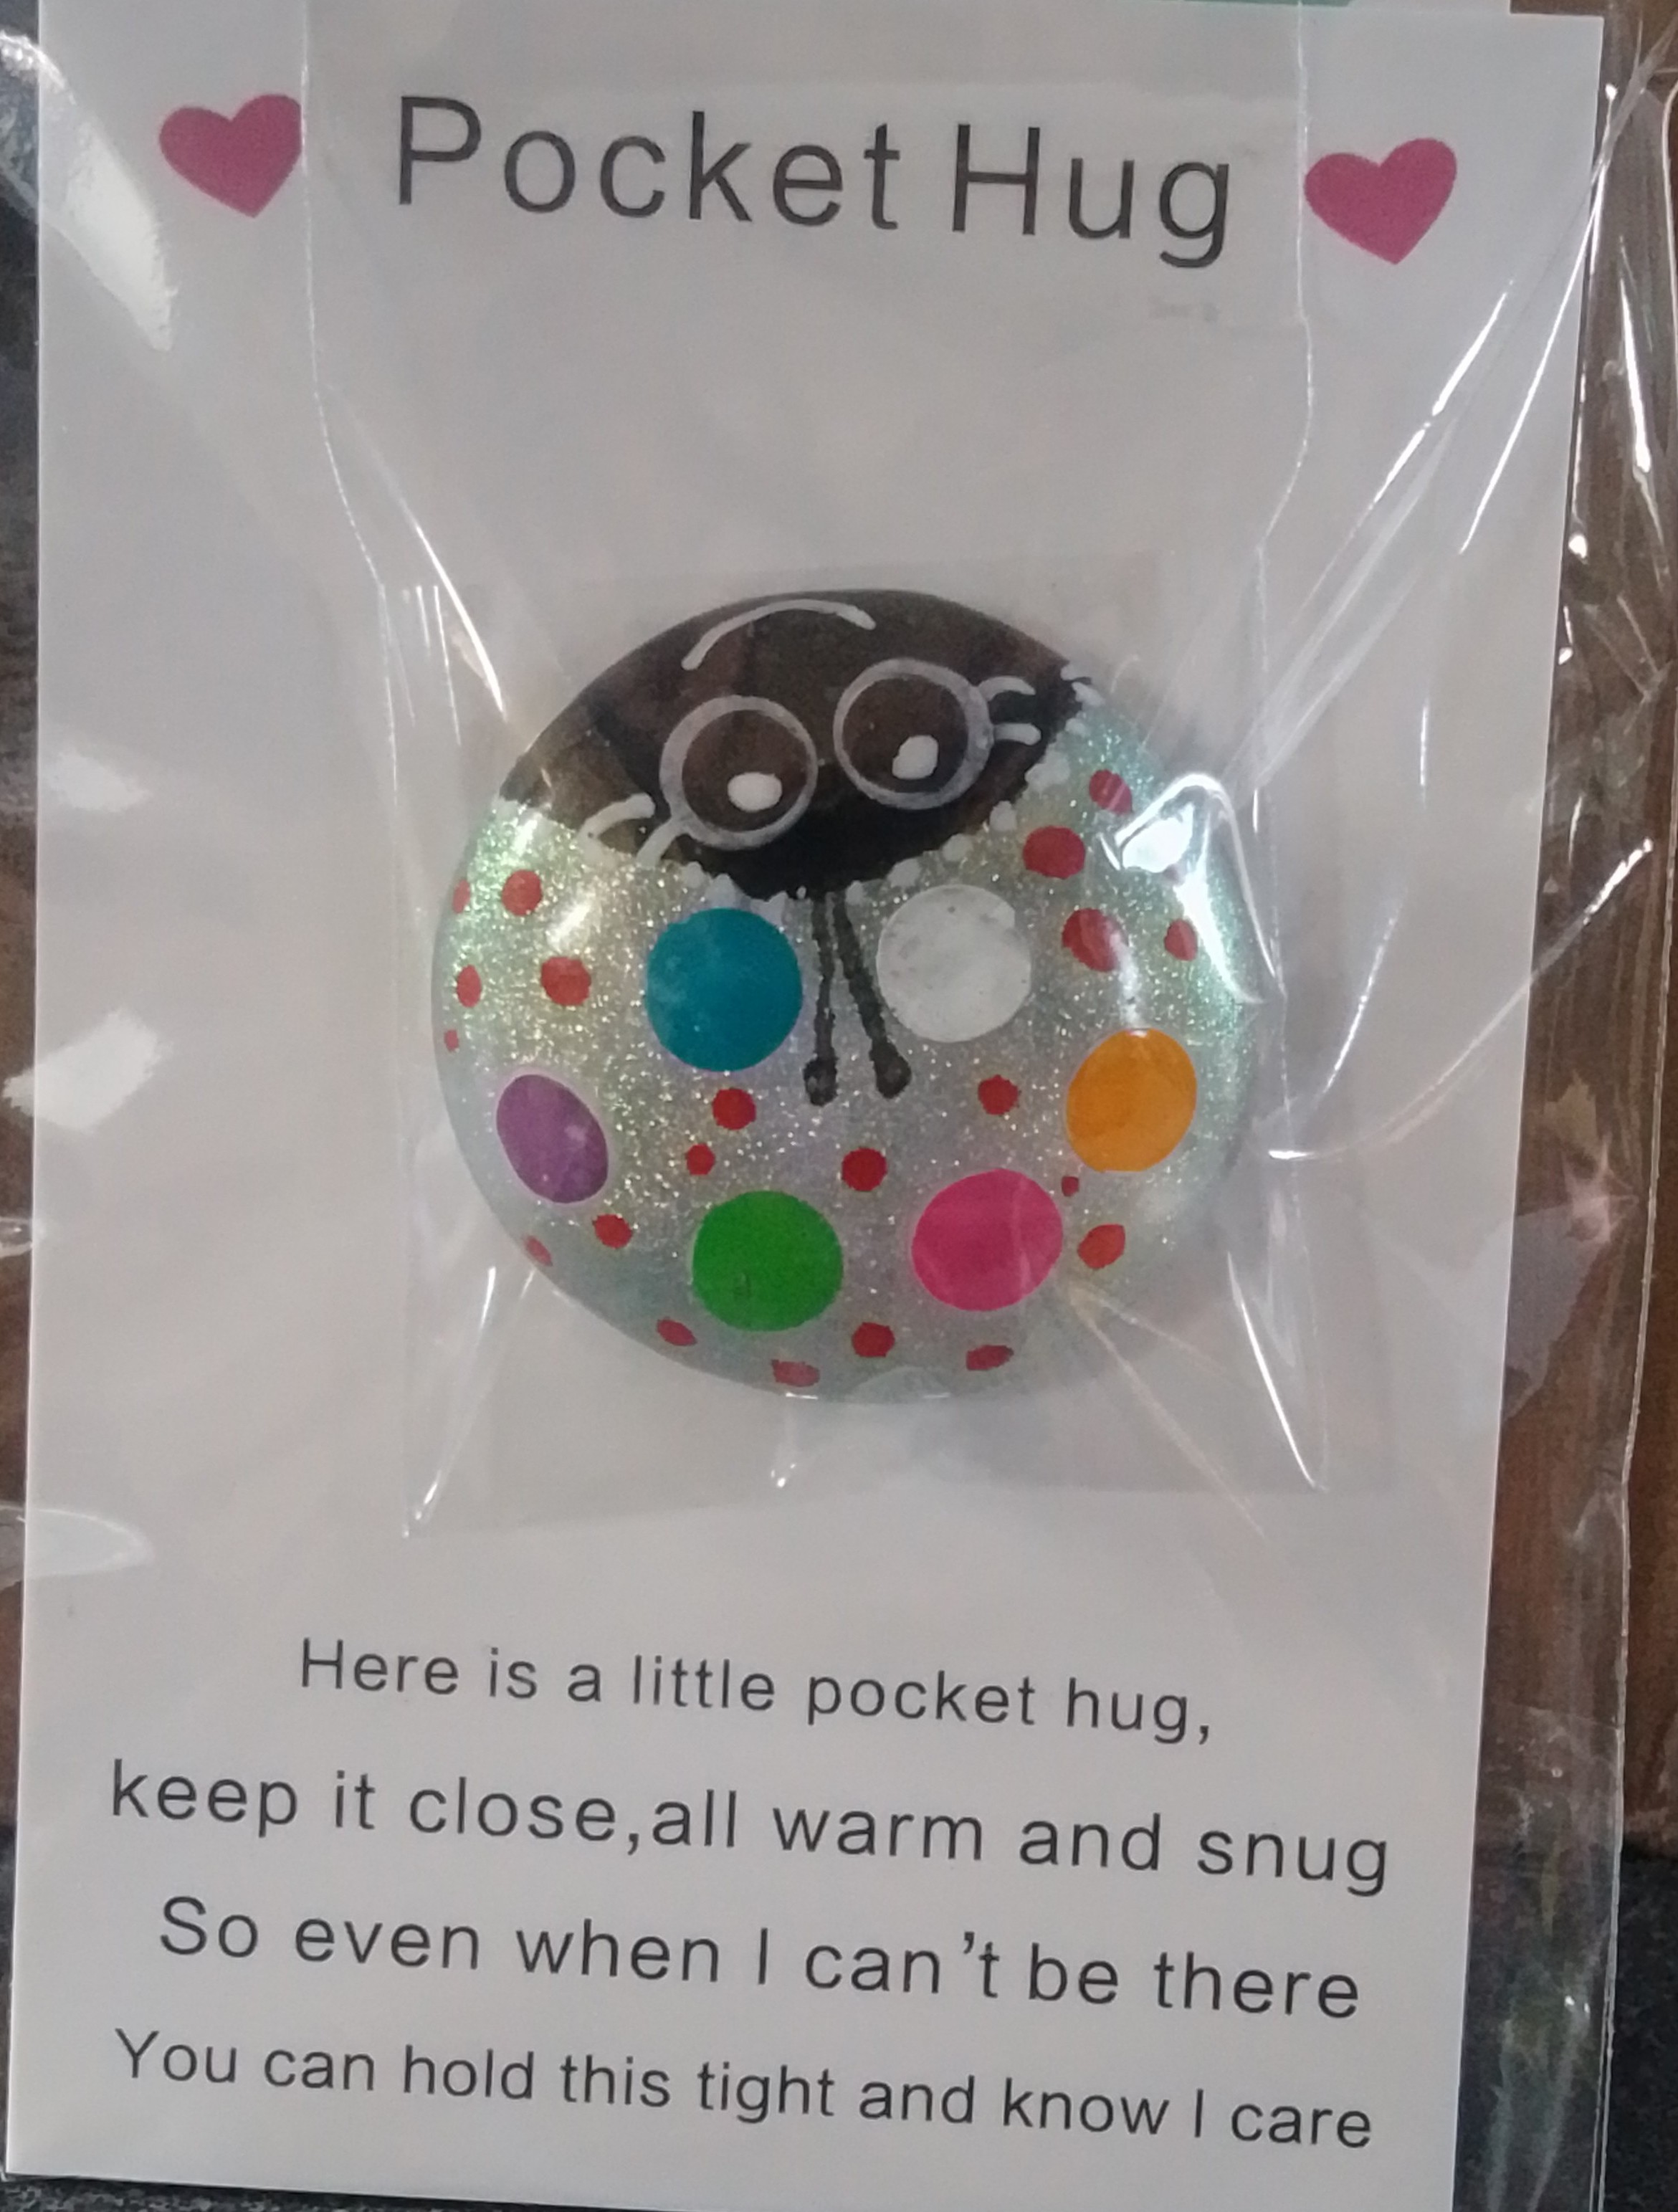 Pocket Hug
Here is a little pocket hug,
keep it close,all warm and snug
So even when I can't be there
You can hold this tight and know I care